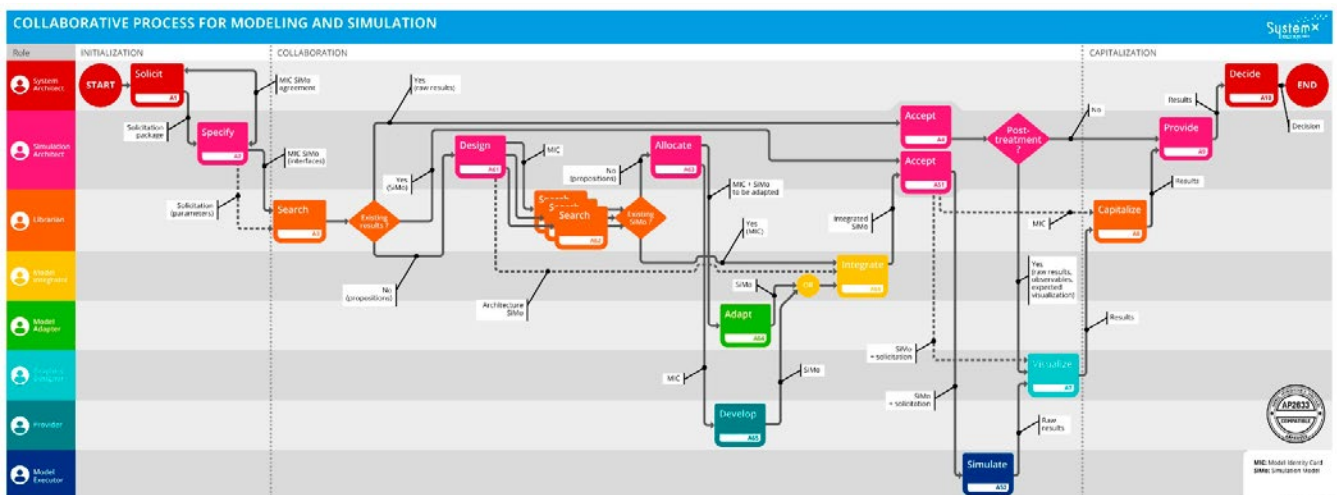 COLLABORATIVE PROCESS FOR MODELING AND SIMULATION
SystemX
Role
INITIALIZATION
COLLABORATION
CAPITALIZATION
System
Architect
START
Solicit
A1
MIC SiMo
agreement
Yes
(raw results)
Results
Decide
A10
END
Decision
Simulation
Architect
Solicitation
package
Specify
A2
MIC SiMo
(interfaces)
Yes
(SiMo)
Design
MIC
No
(propositions)
Allocate
MIC + SiMo
to be adapted
Accept
Accept
Post-
treatment
?
No
Provide
Librarian
Solicitation
(parameters)
Search
A3
Existing
results ?
Search
Search
Search
Existing
SiMo ?
Yes
(MIC)
Integrated
SiMo
MIC
Capitalize
Results
Model
No
(propositions)
Architecture
SiMo
SiMo
OR
Integrate
Yes
(raw results,
observables,
expected
visualization)
Model
Adapter
Adapt
Results
MIC
SiMo
SiMo
+ solicitation
Visualize
A7
Provider
Develop
SiMo
+ solicitation
Raw
results
AP2633
COMPATIBLE
Model
Executor
Simulate
MIC: Model Identity Card
SiMo: Simulation Model